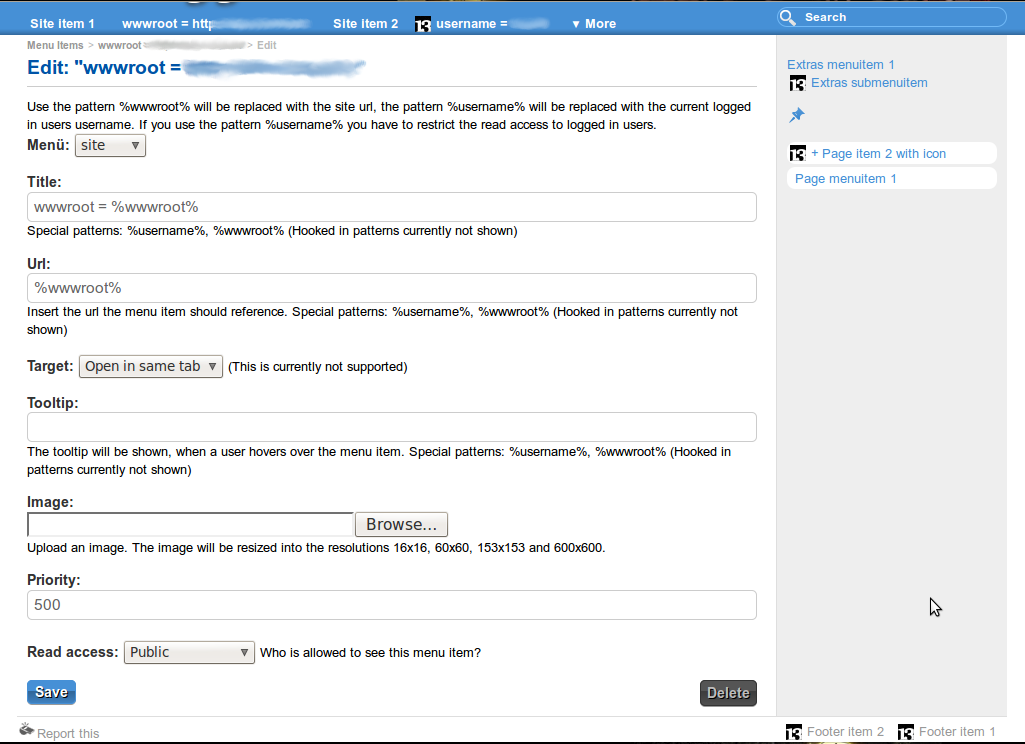 Site item 1 wwwroot = http Site item 2 13 username = ▼ More Search
Menu Items > wwwroot > Edit
Edit: "wwwroot =
Use the pattern %wwwroot% will be replaced with the site url, the pattern %username% will be replaced with the current logged
in users username. If you use the pattern %username% you have to restrict the read access to logged in users.
Menü: site
Title:
wwwroot = %wwwroot%
Special patterns: %username%, %wwwroot% (Hooked in patterns currently not shown)
Url:
%wwwroot%
Insert the url the menu item should reference. Special patterns: %username%, %wwwroot% (Hooked in patterns currently not
shown)
Target: Open in same tab (This is currently not supported)
Tooltip:
The tooltip will be shown, when a user hovers over the menu item. Special patterns: %username%, %wwwroot% (Hooked in
patterns currently not shown)
Image:
Browse...
Upload an image. The image will be resized into the resolutions 16x16, 60x60, 153x153 and 600x600.
Priority:
500
Read access: Public Who is allowed to see this menu item?
Save Delete
Extras menuitem 1
13 Extras submenuitem
13 + Page item 2 with icon
Page menuitem 1
Report this 13 Footer item 2 13 Footer item 1